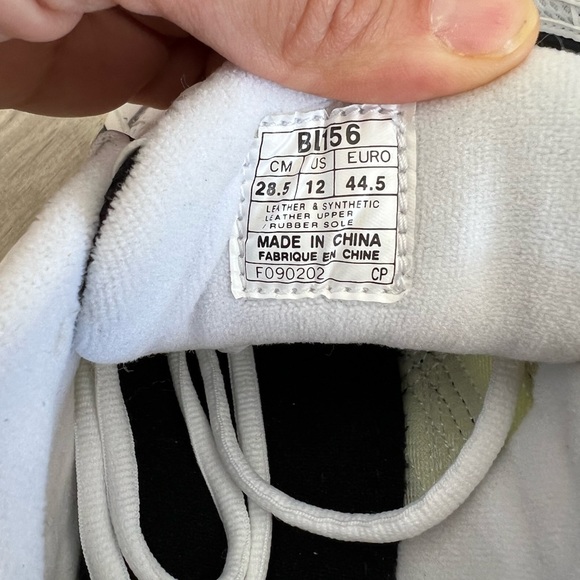 BL156
CM US EURO
28.5 12 44.5
LEATHER & SYNTHETIC
LEATHER UPPER
/RUBBER SOLE
MADE IN CHINA
FABRIQUE EN CHINE
F090202 CP